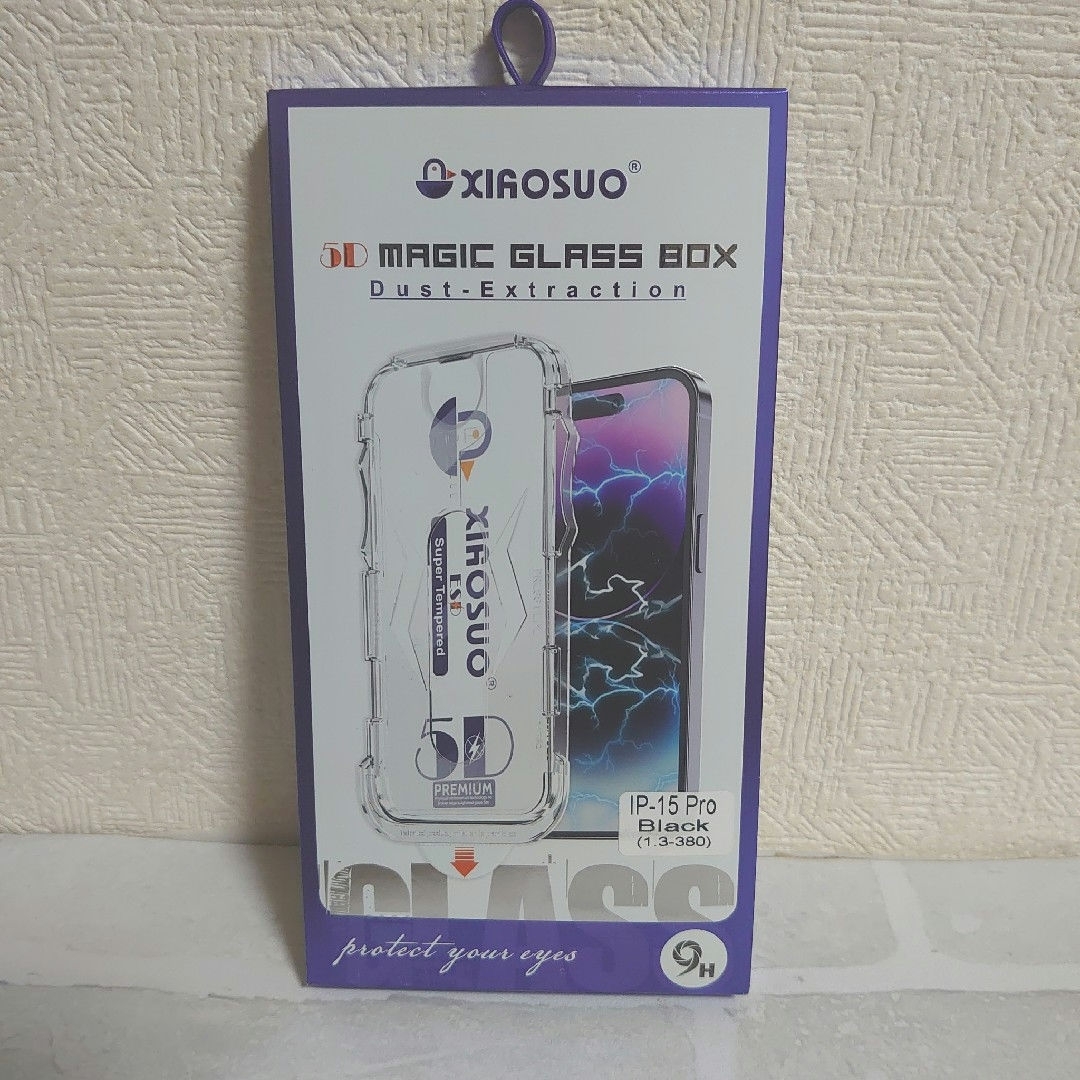 XIAOSUO®
5D MAGIC GLASS BOX
Dust-Extraction
XIAOSUO®
Super Tempered
5D
PREMIUM
IP-15 Pro
Black
(1.3-380)
GLASS
protect your eyes
9H